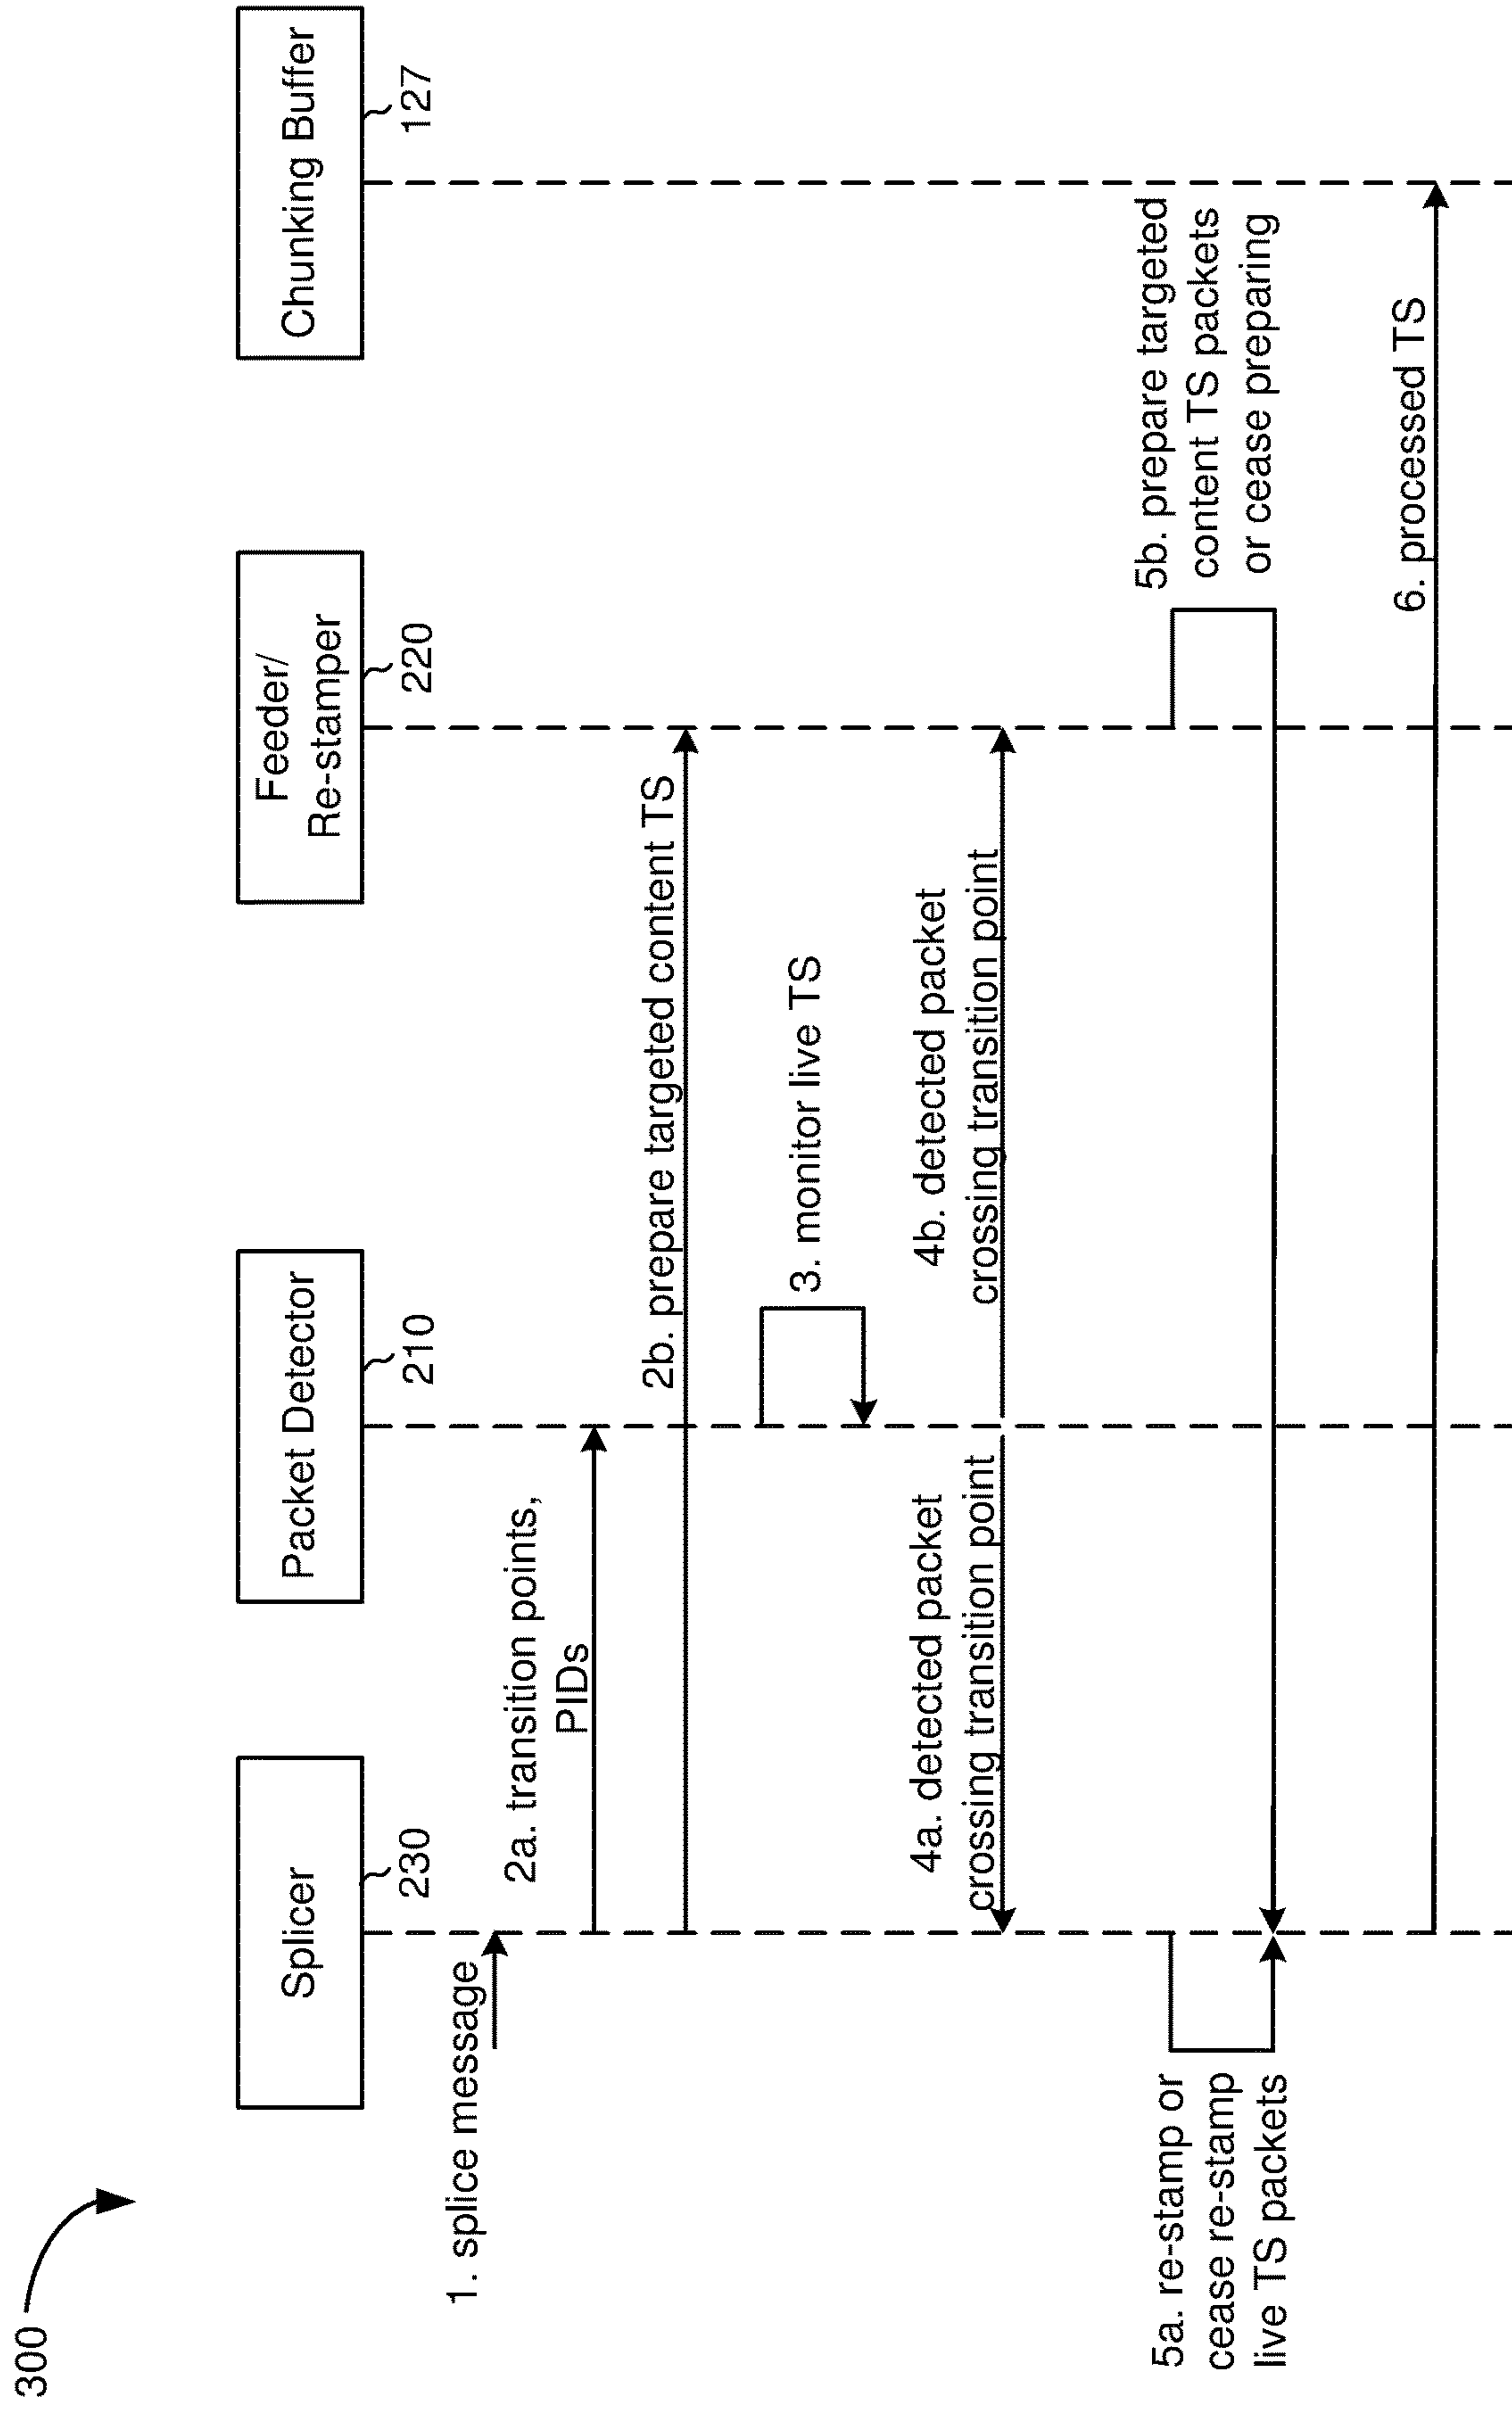 300
Splicer
230
Packet Detector
210
Feeder/
Re-stamper
220
Chunking Buffer
127
1. splice message
2a. transition points,
PIDs
2b. prepare targeted content TS
3. monitor live TS
4a. detected packet
crossing transition point
4b. detected packet
crossing transition point
5a. re-stamp or
cease re-stamp
live TS packets
5b. prepare targeted
content TS packets
or cease preparing
6. processed TS